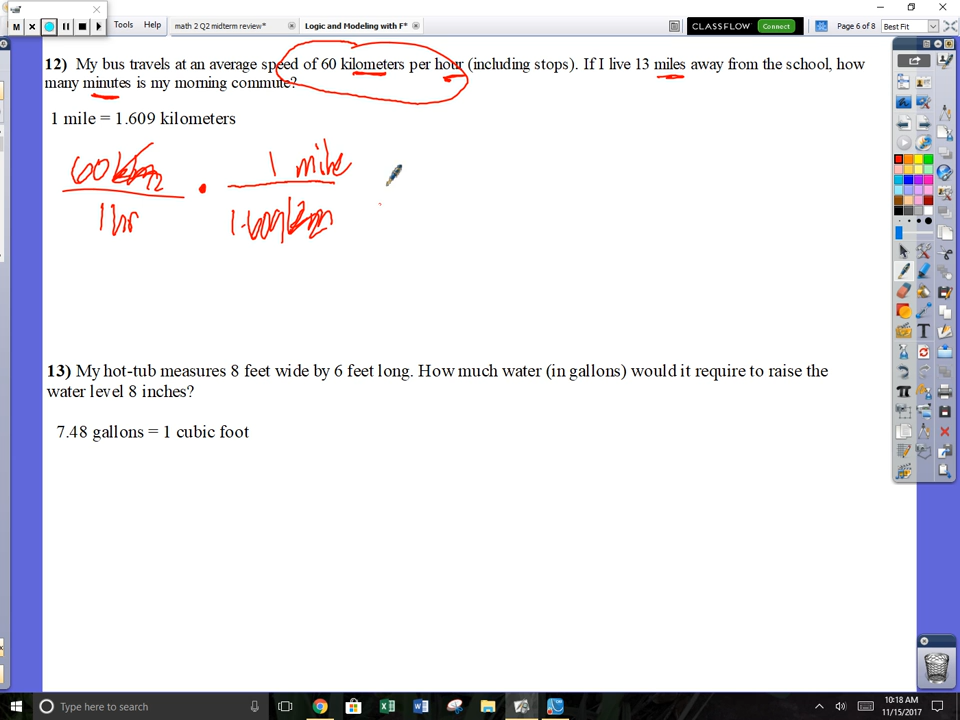 Tools Help math 2 Q2 midterm review* Logic and Modeling with F* CLASSFLOW Connect Page 6 of 8 Best Fit
12) My bus travels at an average speed of 60 kilometers per hour (including stops). If I live 13 miles away from the school, how
many minutes is my morning commute?
1 mile = 1.609 kilometers
60 km 1 mile
1 hr 1.609 km
13) My hot-tub measures 8 feet wide by 6 feet long. How much water (in gallons) would it require to raise the
water level 8 inches?
7.48 gallons = 1 cubic foot
Type here to search
10:18 AM
11/15/2017